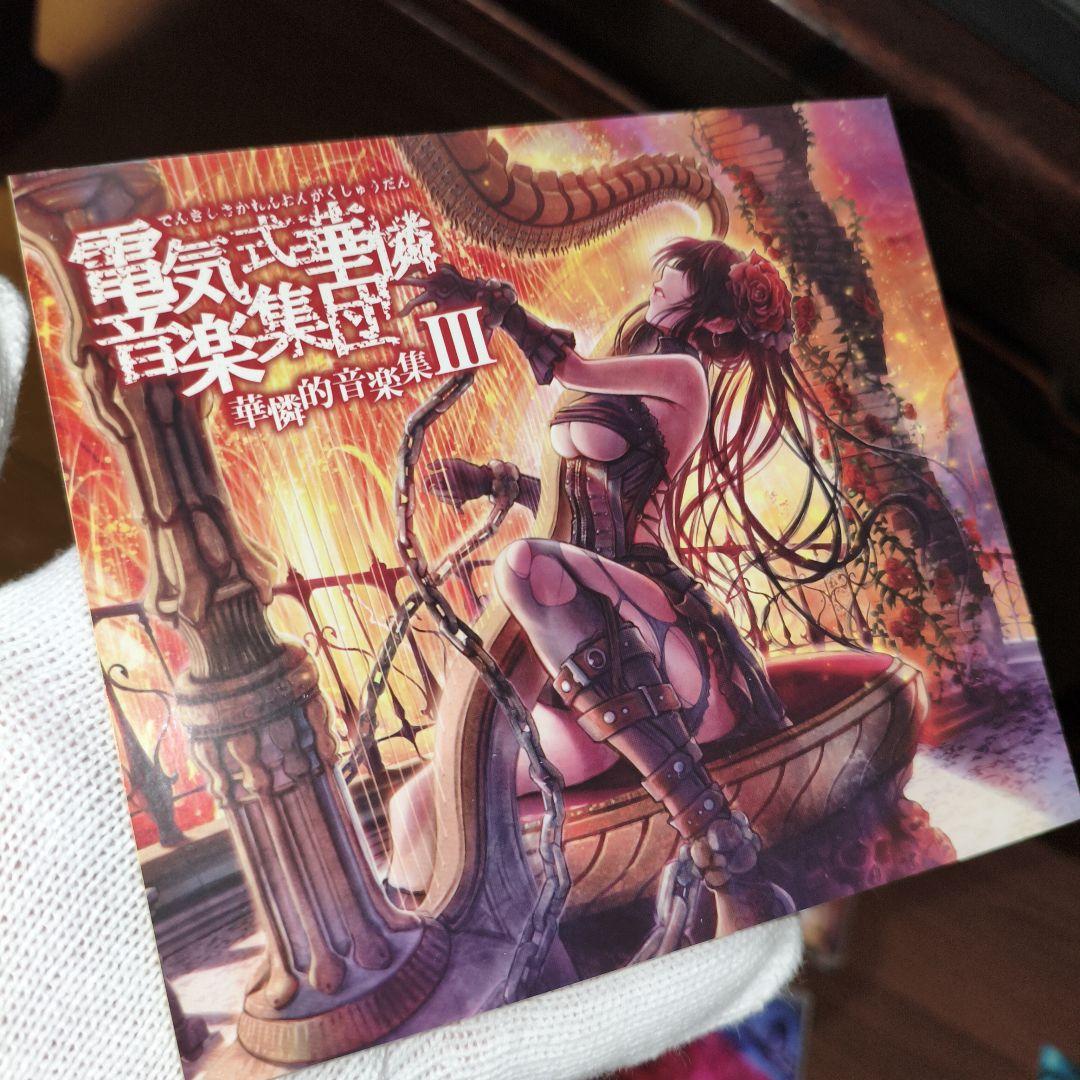 でんきしきかれんおんがくしゅうだん
電気式華憐
音楽集団
華憐的音楽集III